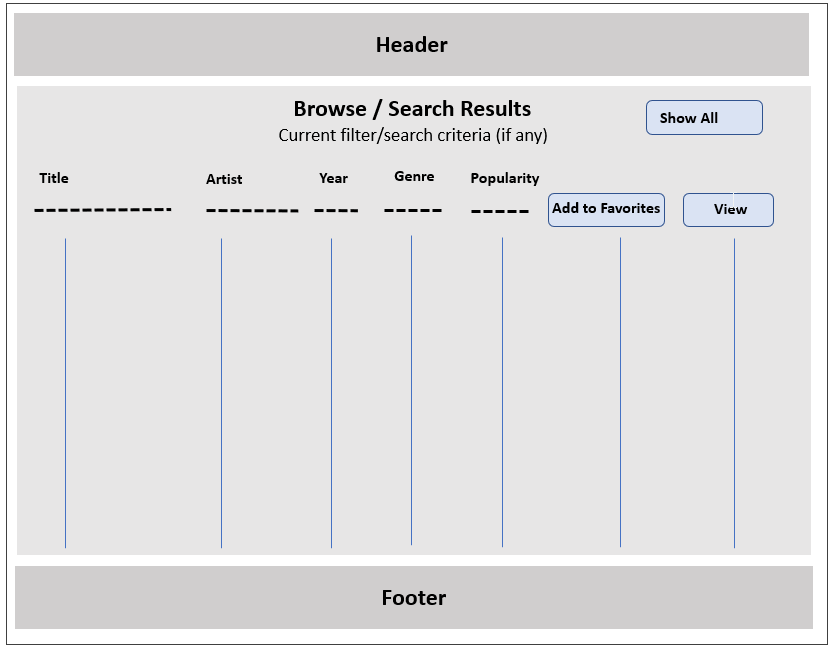 Header
Browse / Search Results
Current filter/search criteria (if any)
Show All
Title Artist Year Genre Popularity
Add to Favorites View
Footer